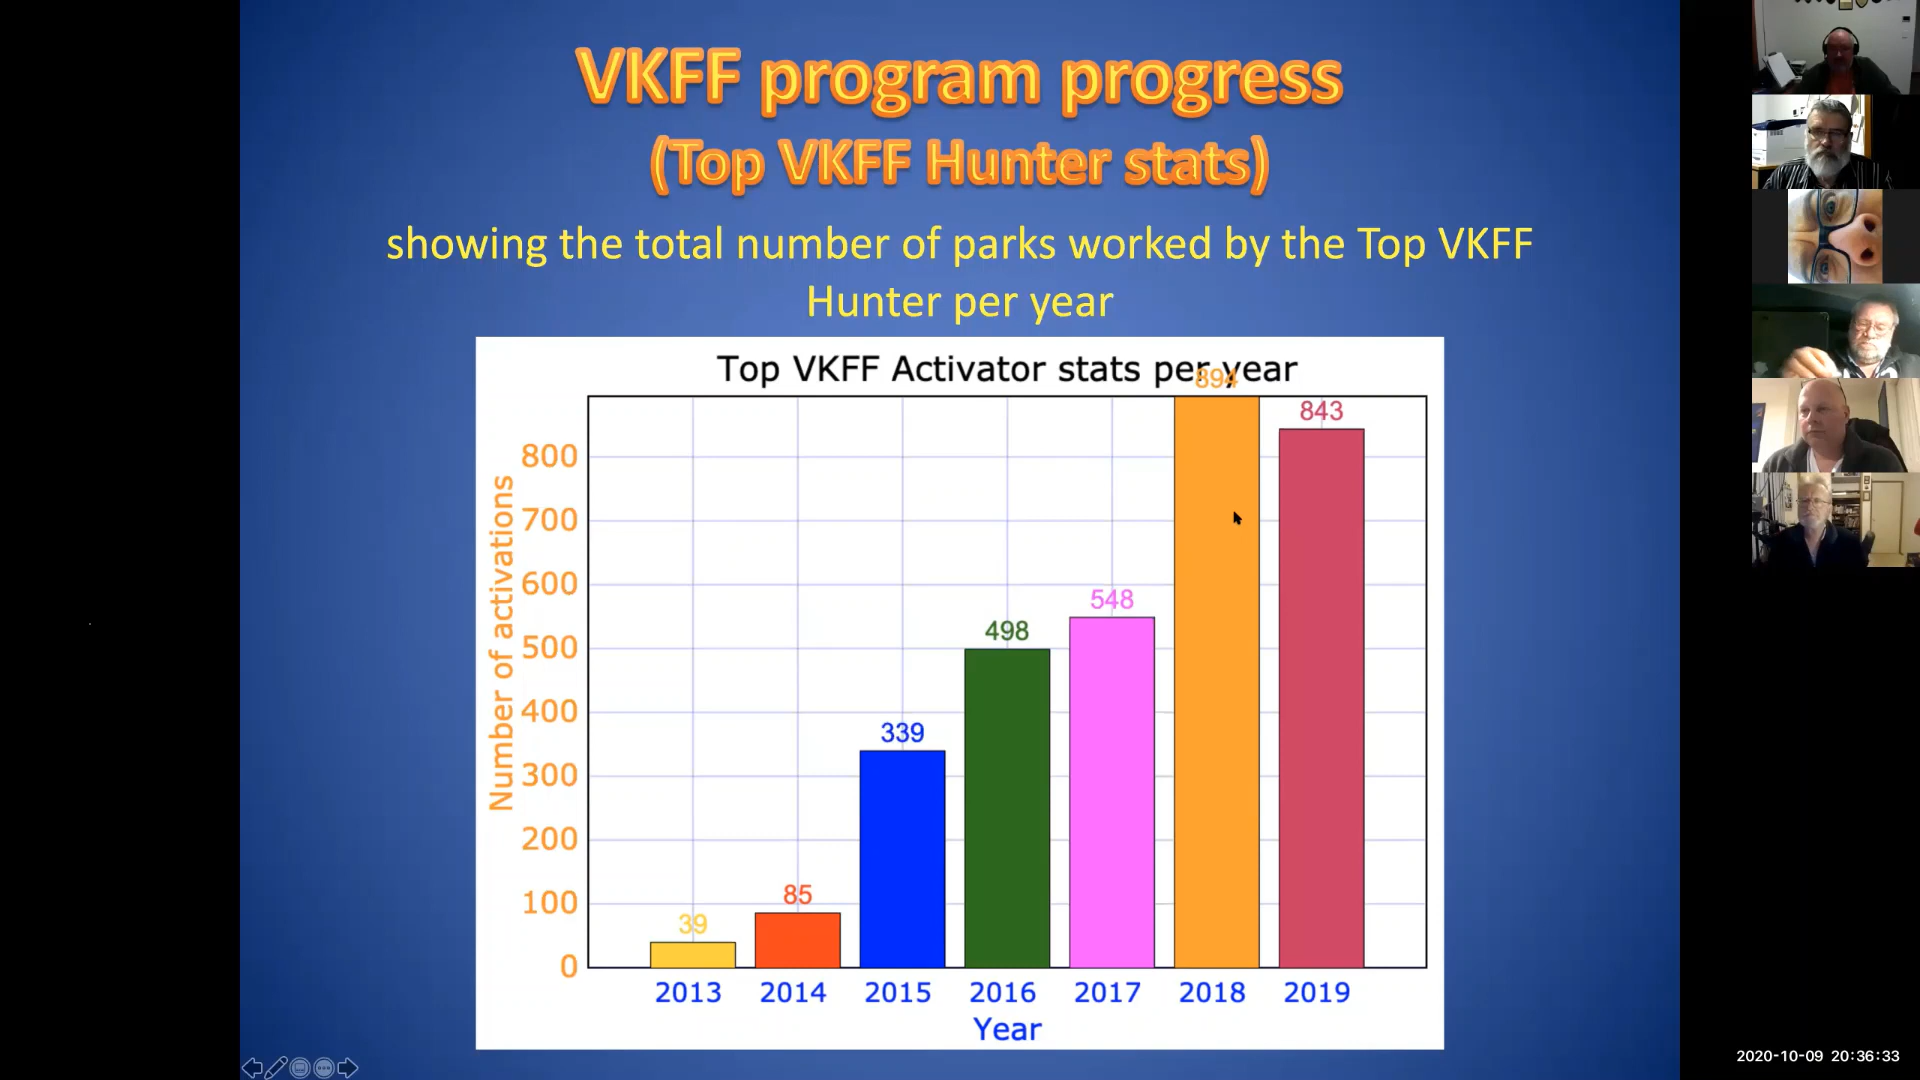 VKFF program progress
(Top VKFF Hunter stats)
showing the total number of parks worked by the Top VKFF
Hunter per year
Top VKFF Activator stats per year
894
843
800
700
600
548
500
498
400
339
300
200
100
85
39
0
Number of activations
2013 2014 2015 2016 2017 2018 2019
Year
2020-10-09 20:36:33